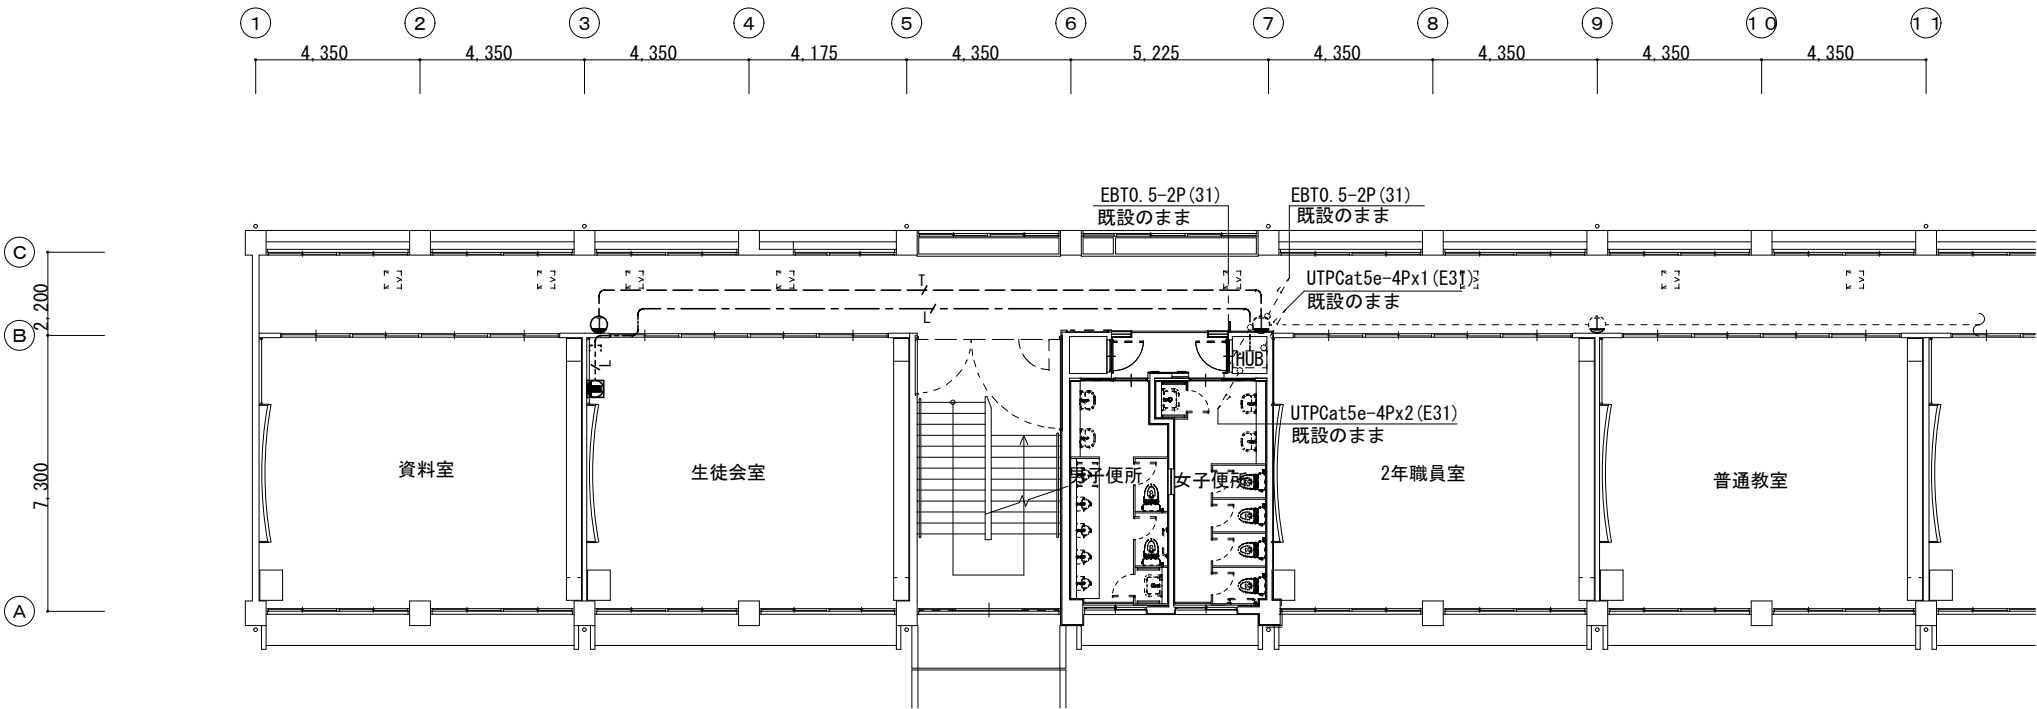 1 2 3 4 5 6 7 8 9 10 11
4,350 4,350 4,350 4,175 4,350 5,225 4,350 4,350 4,350 4,350
EBT0.5-2P(31)
既設のまま
EBT0.5-2P(31)
既設のまま
C
2,200
UTPCat5e-4Px1(E31)
既設のまま
T
L
B
L
HUB
UTPCat5e-4Px2(E31)
既設のまま
7,300
資料室
生徒会室
男子便所
女子便所
2年職員室
普通教室
A